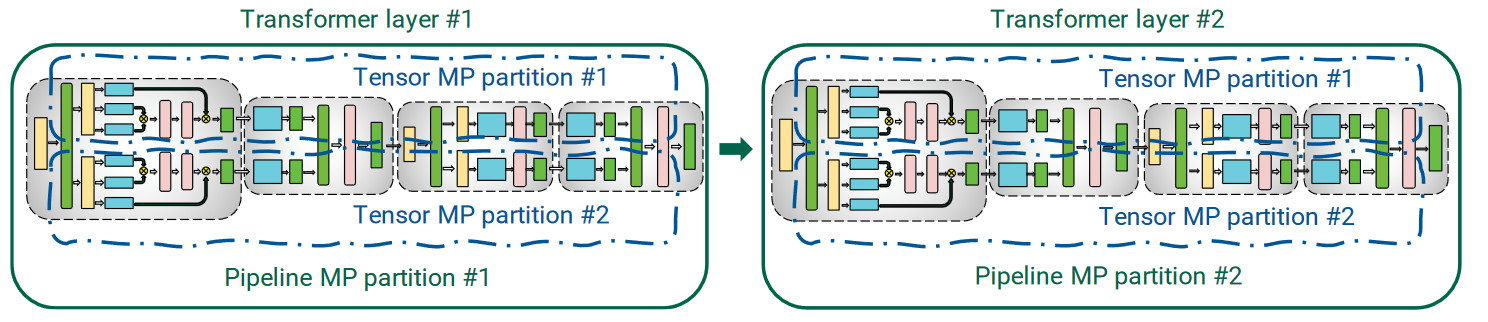 Transformer layer #1
Transformer layer #2
Tensor MP partition #1
Tensor MP partition #1
Tensor MP partition #2
Tensor MP partition #2
Pipeline MP partition #1
Pipeline MP partition #2